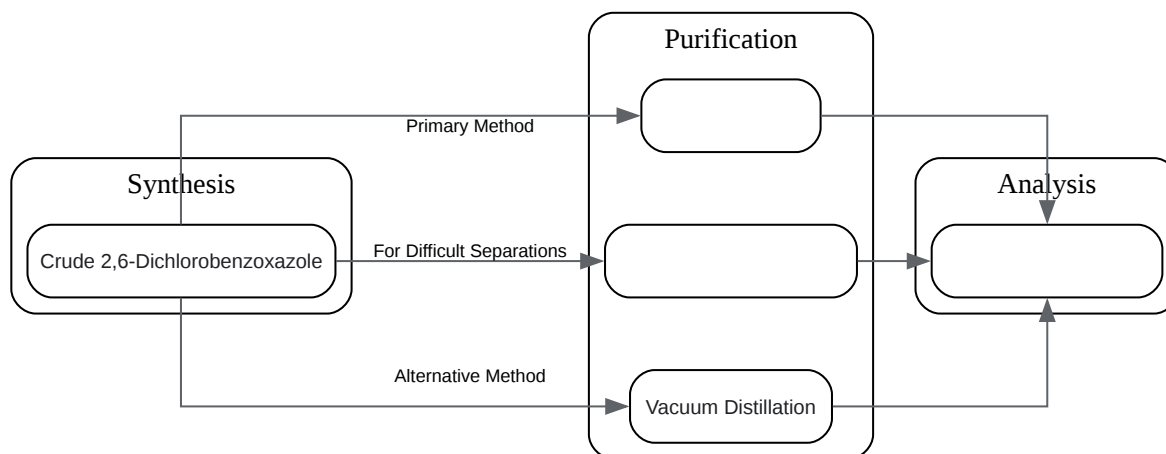 Purification
Primary Method
Synthesis
Analysis
Crude 2,6-Dichlorobenzoxazole
For Difficult Separations
Alternative Method
Vacuum Distillation